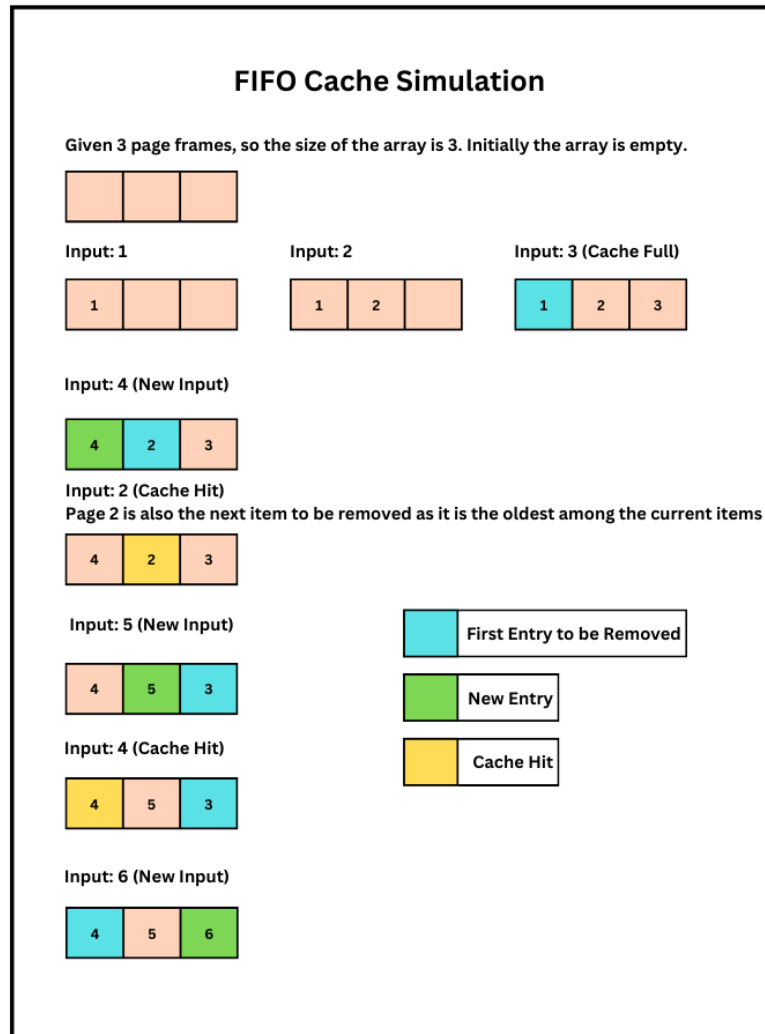 FIFO Cache Simulation
Given 3 page frames, so the size of the array is 3. Initially the array is empty.
Input: 1
Input: 2
Input: 3 (Cache Full)
1
1 2
1 2 3
Input: 4 (New Input)
4 2 3
Input: 2 (Cache Hit)
Page 2 is also the next item to be removed as it is the oldest among the current items
4 2 3
Input: 5 (New Input)
4 5 3
Input: 4 (Cache Hit)
4 5 3
Input: 6 (New Input)
4 5 6
First Entry to be Removed
New Entry
Cache Hit